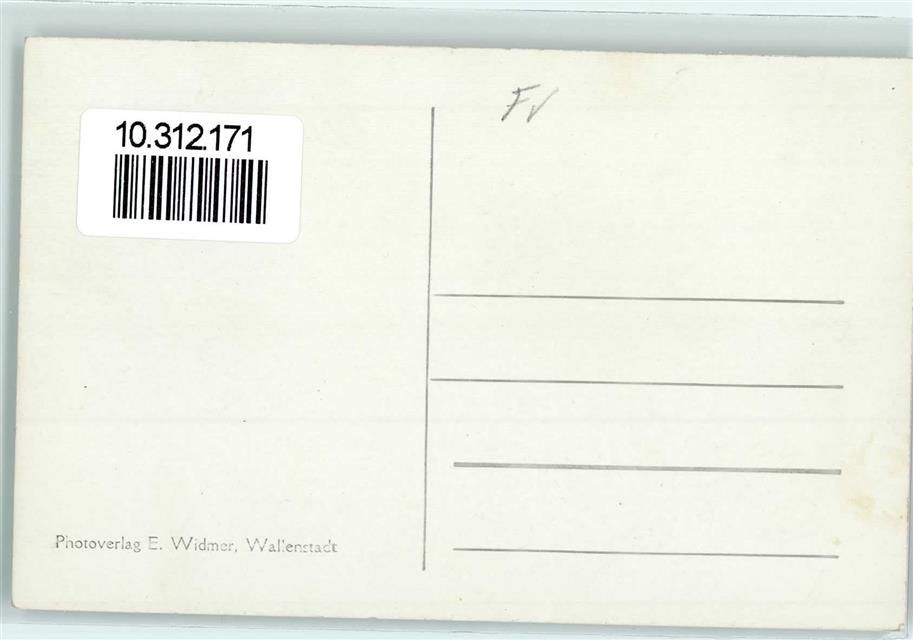 10.312.171
Fv
Photoverlag E. Widmer, Wallenstadt